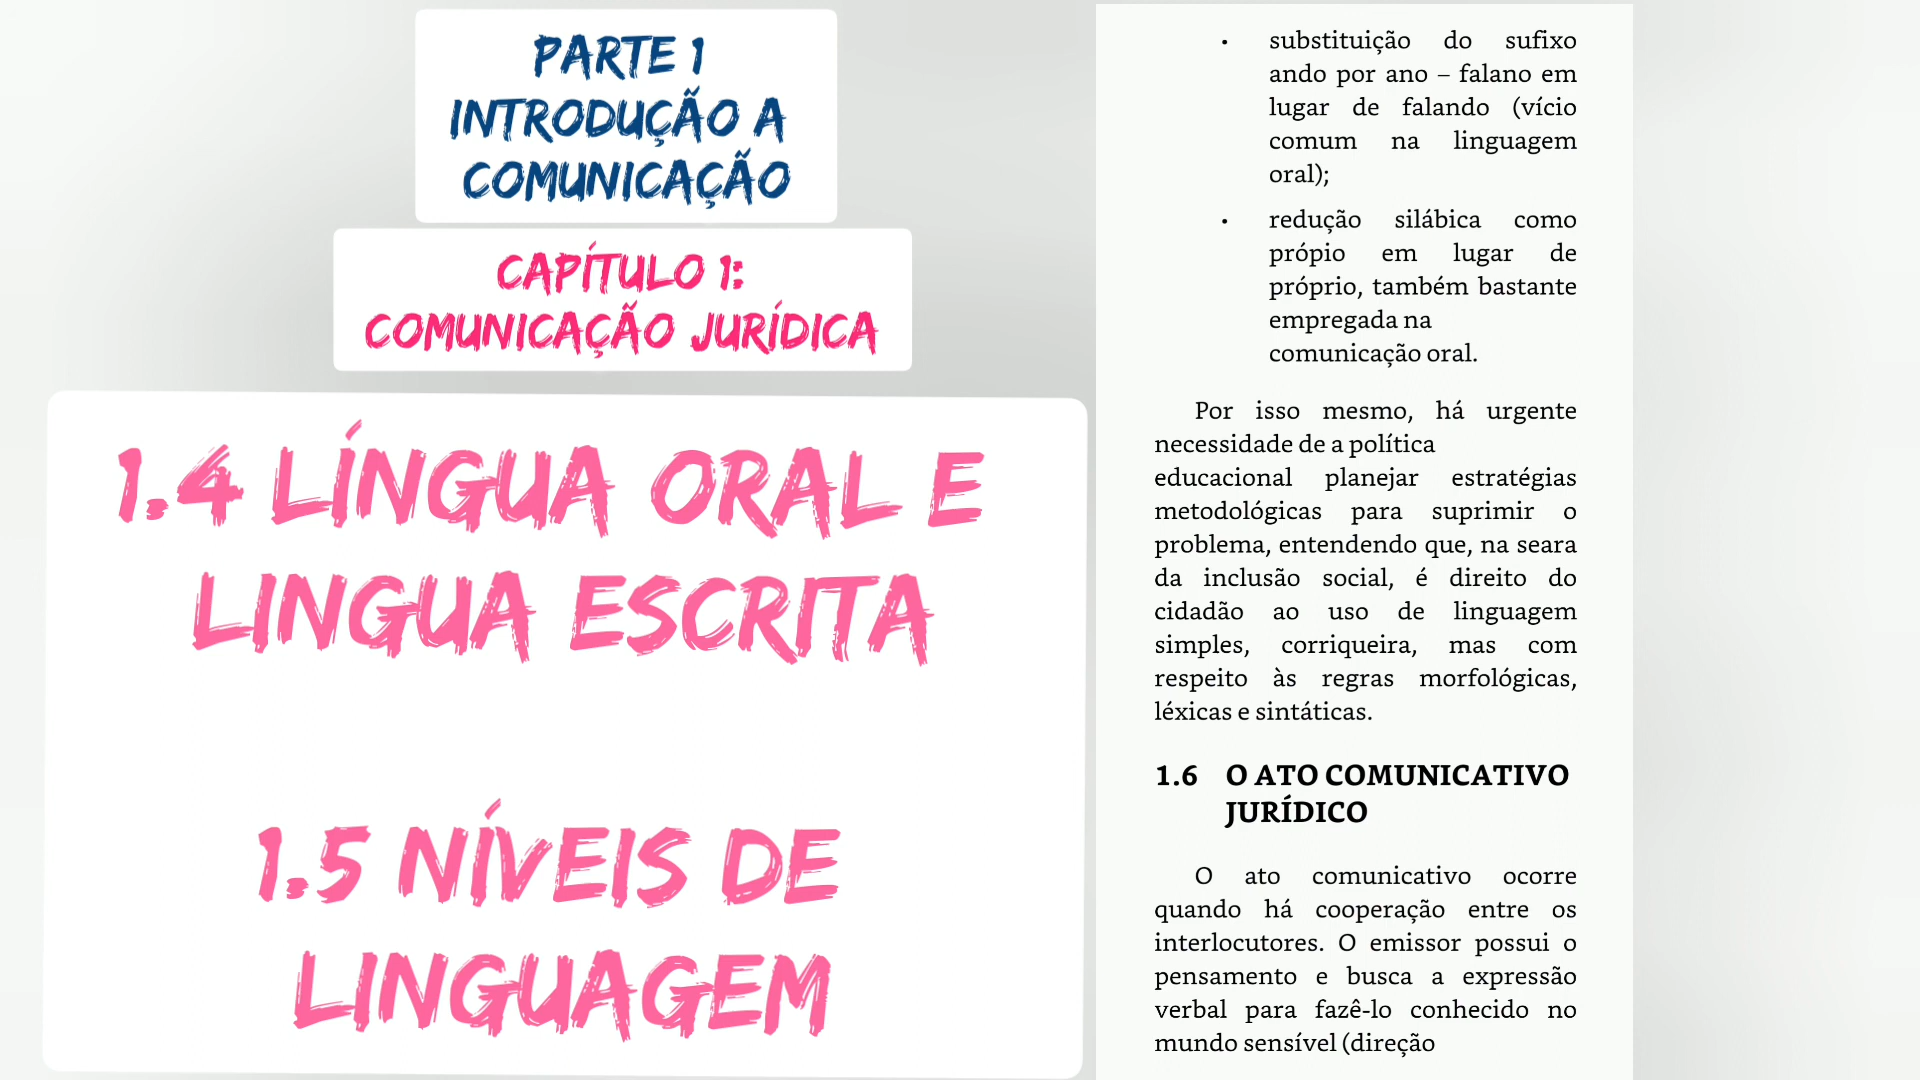 PARTE 1
INTRODUÇÃO A
COMUNICAÇÃO
CAPÍTULO 1:
COMUNICAÇÃO JURÍDICA
1.4 LÍNGUA ORAL E
LINGUA ESCRITA
1.5 NÍVEIS DE
LINGUAGEM
• substituição do sufixo
ando por ano – falano em
lugar de falando (vício
comum na linguagem
oral);
• redução silábica como
própio em lugar de
próprio, também bastante
empregada na
comunicação oral.
Por isso mesmo, há urgente
necessidade de a política
educacional planejar estratégias
metodológicas para suprimir o
problema, entendendo que, na seara
da inclusão social, é direito do
cidadão ao uso de linguagem
simples, corriqueira, mas com
respeito às regras morfológicas,
léxicas e sintáticas.
1.6 O ATO COMUNICATIVO
JURÍDICO
O ato comunicativo ocorre
quando há cooperação entre os
interlocutores. O emissor possui o
pensamento e busca a expressão
verbal para fazê-lo conhecido no
mundo sensível (direção